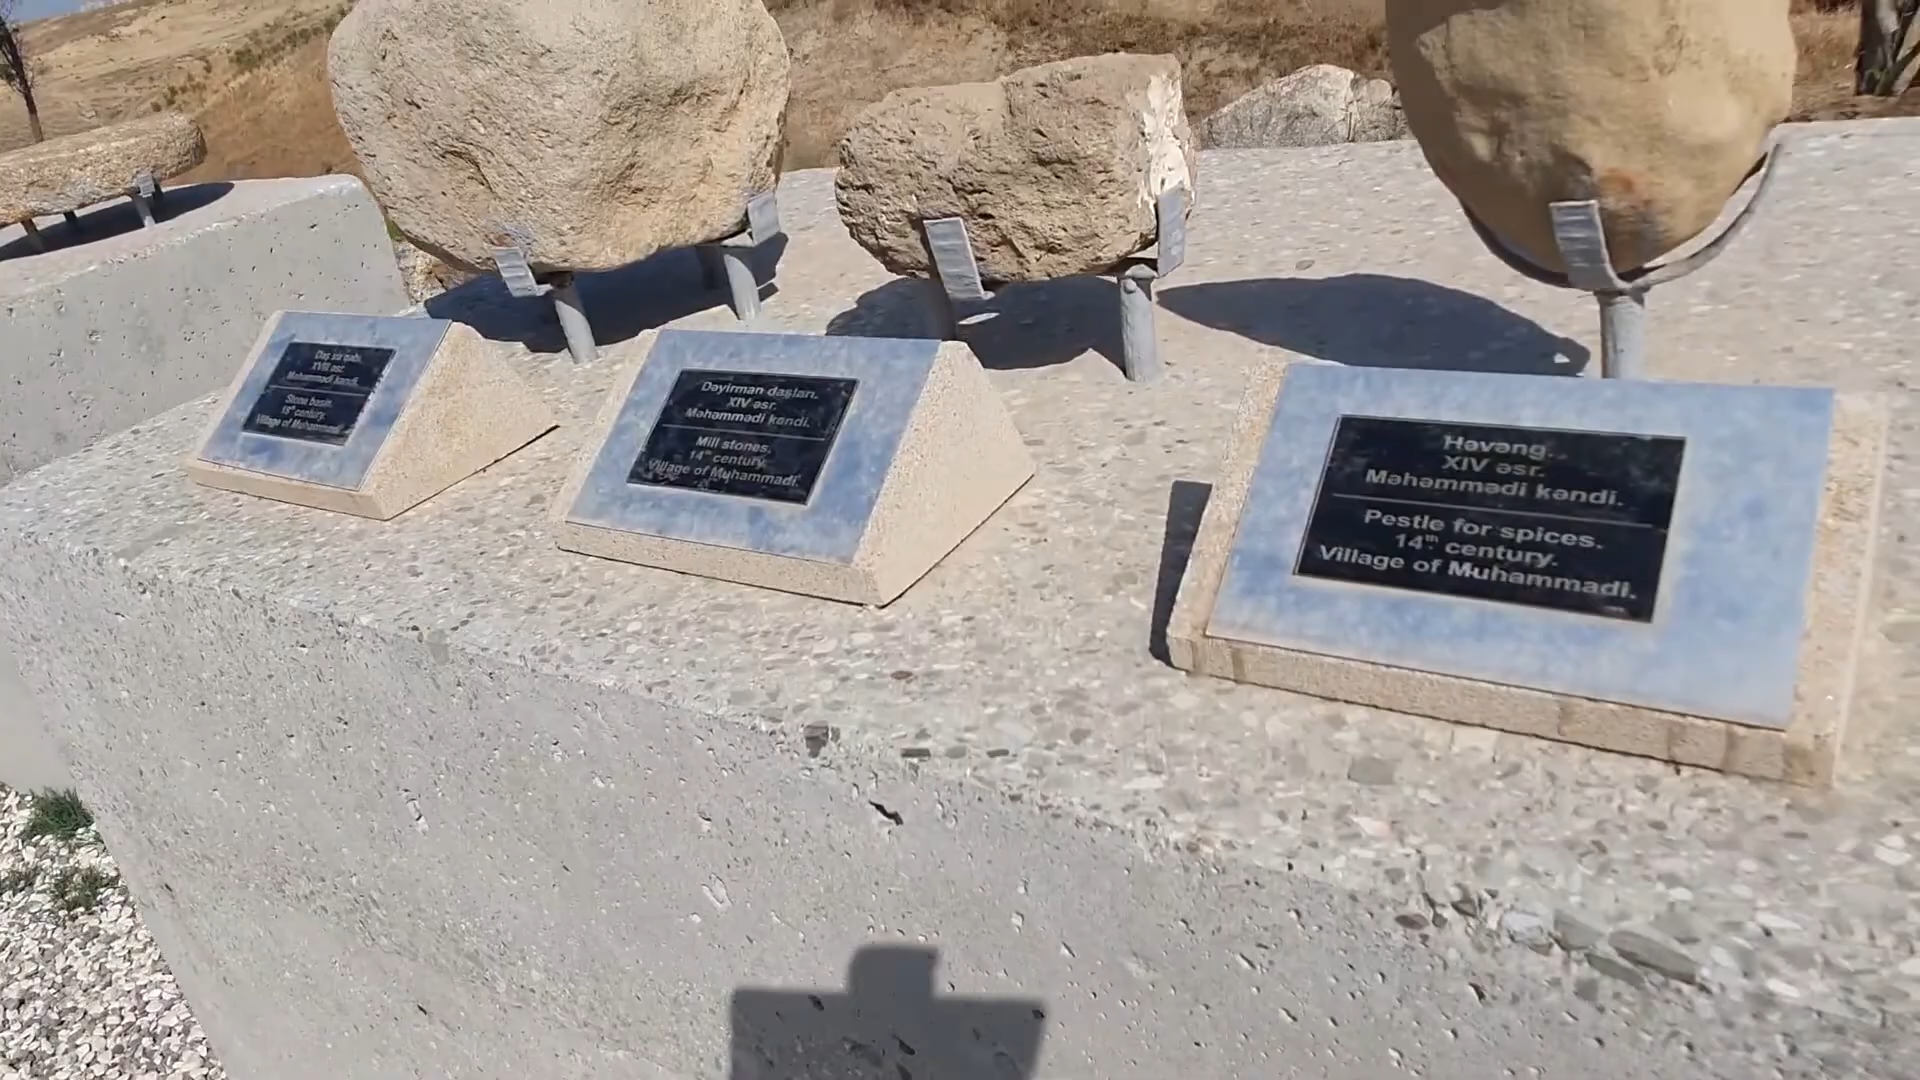 Daş su qabı.
XVIII əsr.
Məhəmmədi kəndi.
Stone basin.
18th century.
Village of Muhammadi.
Dəyirman daşları.
XIV əsr.
Məhəmmədi kəndi.
Mill stones.
14th century.
Village of Muhammadi.
Həvəng.
XIV əsr.
Məhəmmədi kəndi.
Pestle for spices.
14th century.
Village of Muhammadi.